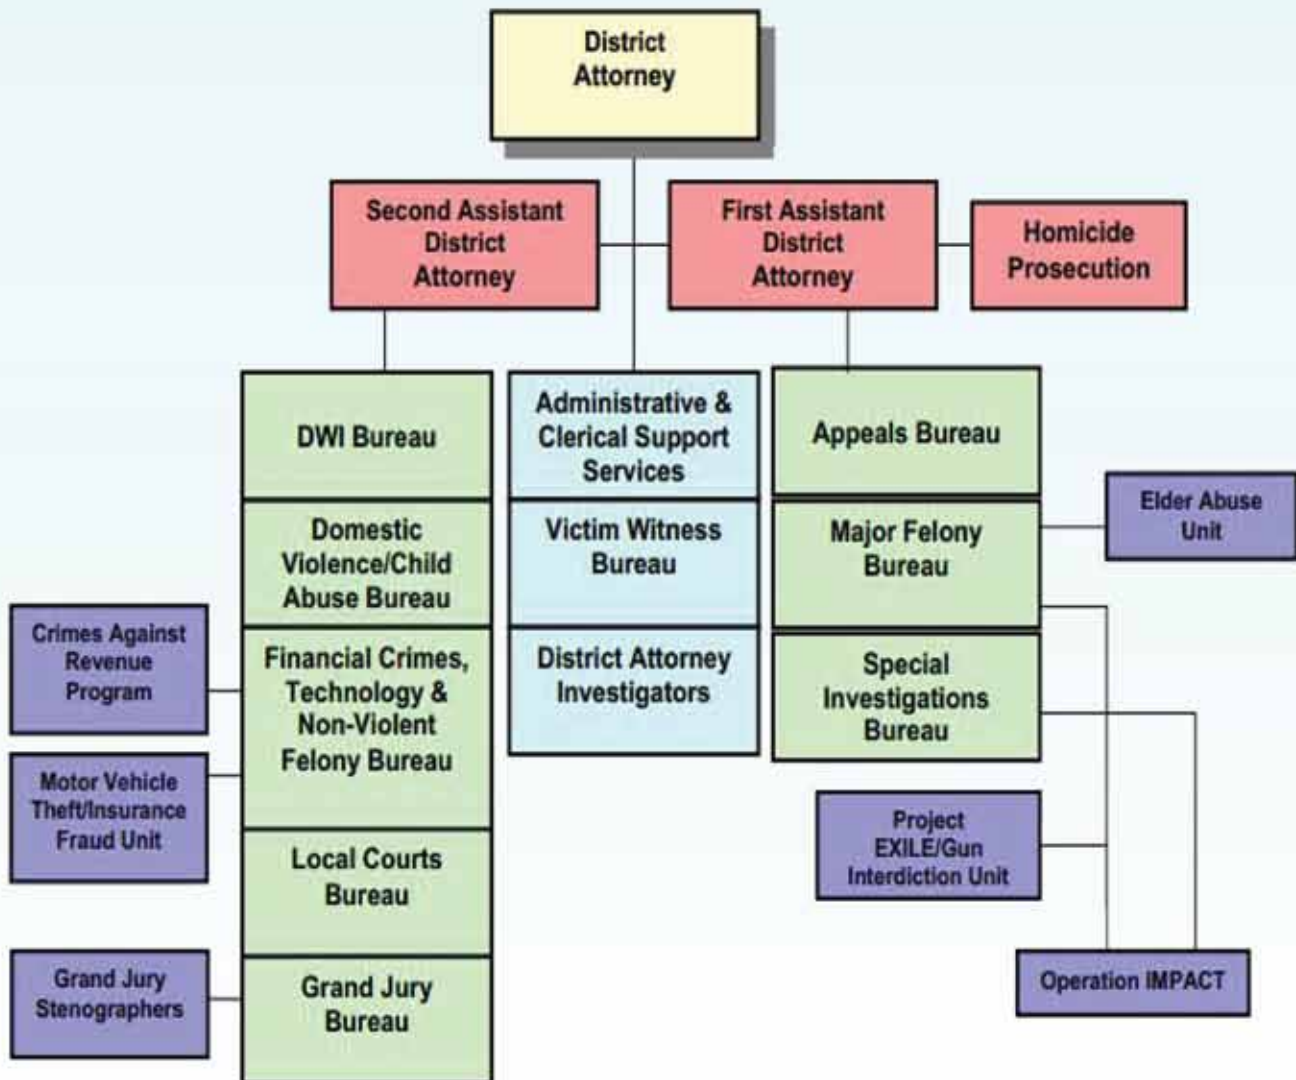 District
Attorney
Second Assistant
District
Attorney
First Assistant
District
Attorney
Homicide
Prosecution
DWI Bureau
Domestic
Violence/Child
Abuse Bureau
Financial Crimes,
Technology &
Non-Violent
Felony Bureau
Local Courts
Bureau
Grand Jury
Bureau
Crimes Against
Revenue
Program
Motor Vehicle
Theft/Insurance
Fraud Unit
Grand Jury
Stenographers
Administrative &
Clerical Support
Services
Victim Witness
Bureau
District Attorney
Investigators
Appeals Bureau
Major Felony
Bureau
Special
Investigations
Bureau
Elder Abuse
Unit
Project
EXILE/Gun
Interdiction Unit
Operation IMPACT